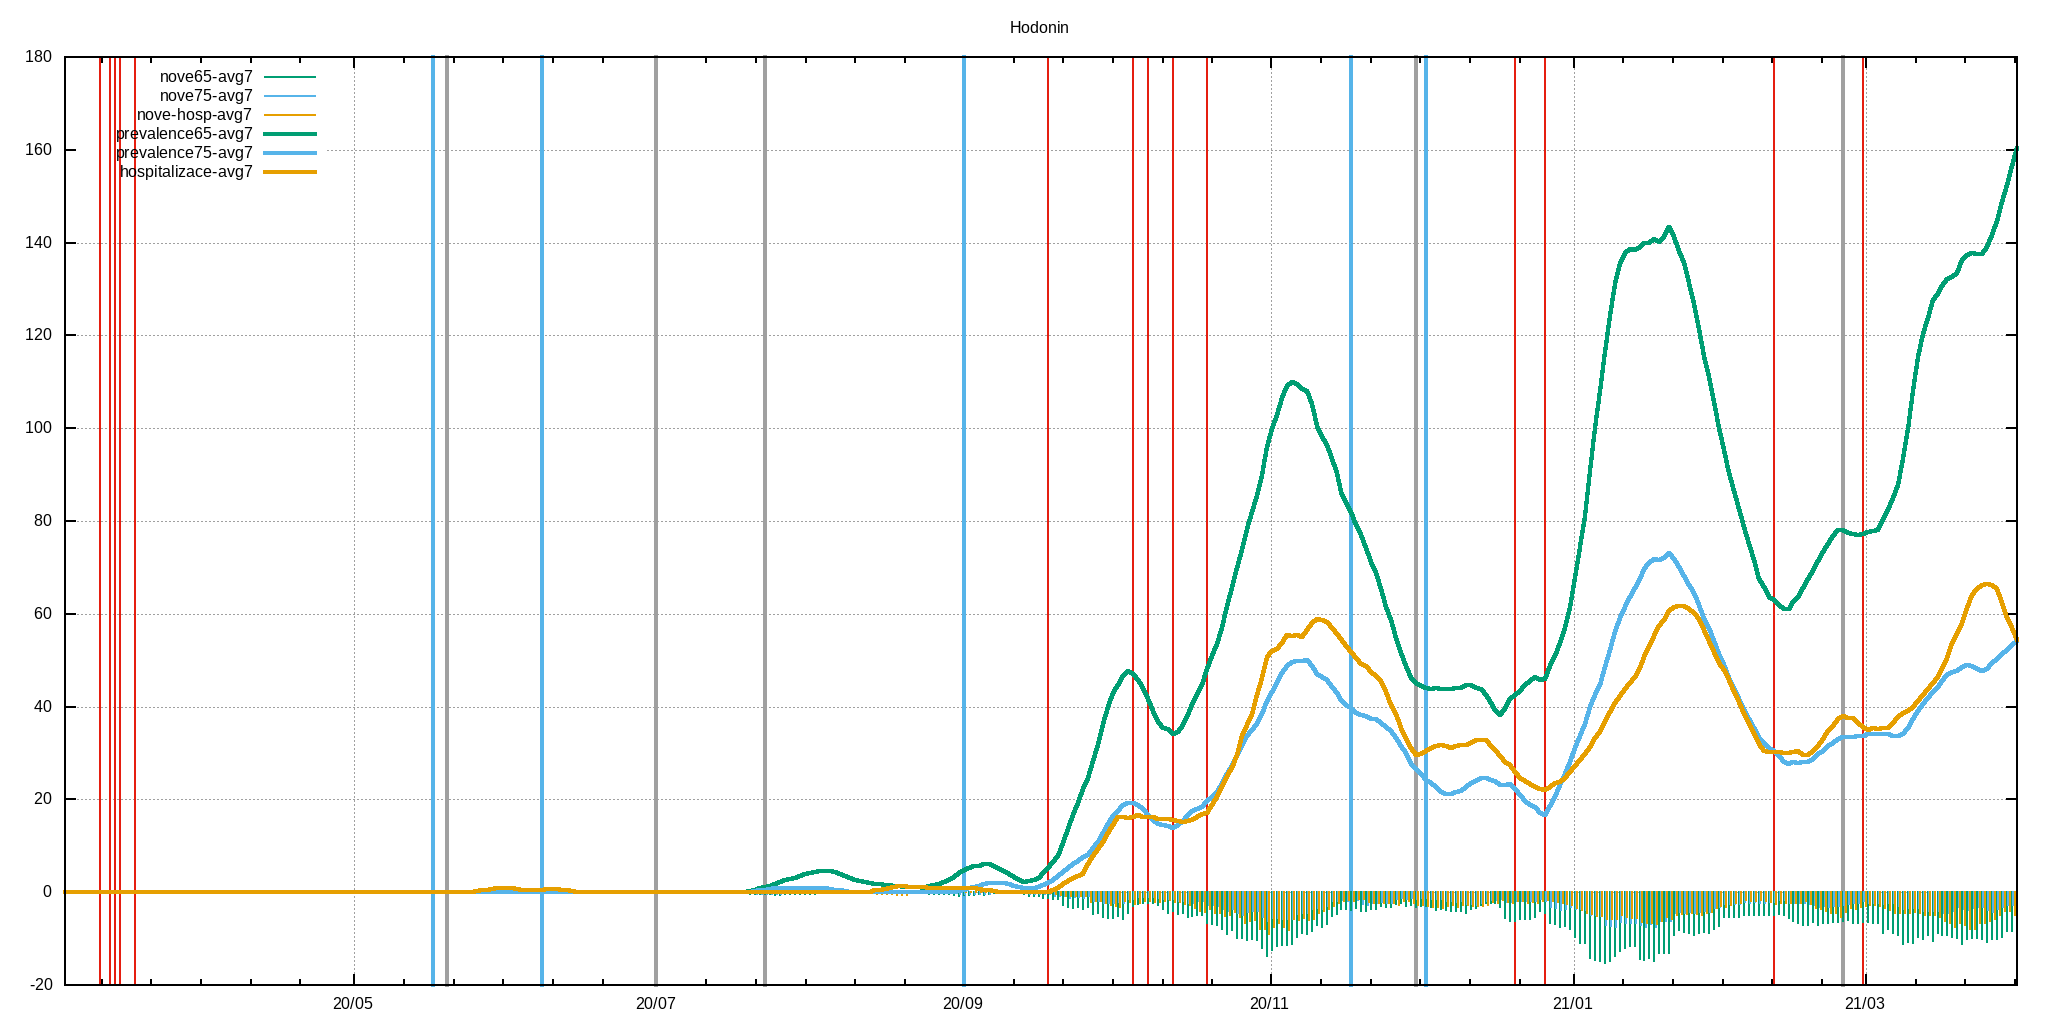 Hodonin
180
160
140
120
100
80
60
40
20
0
-20
nove65-avg7
nove75-avg7
nove-hosp-avg7
prevalence65-avg7
prevalence75-avg7
hospitalizace-avg7
20/05 20/07 20/09 20/11 21/01 21/03